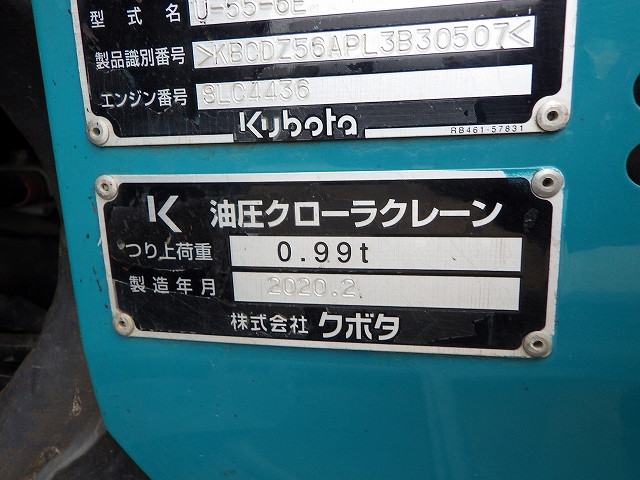 型式 U-55-6E
製品識別番号 >KBCDZ56APL3B30507<
エンジン番号 8LC4436
Kubota
RB461-57831
K 油圧クローラクレーン
つり上荷重 0.99t
製造年月 2020.2
株式会社 クボタ